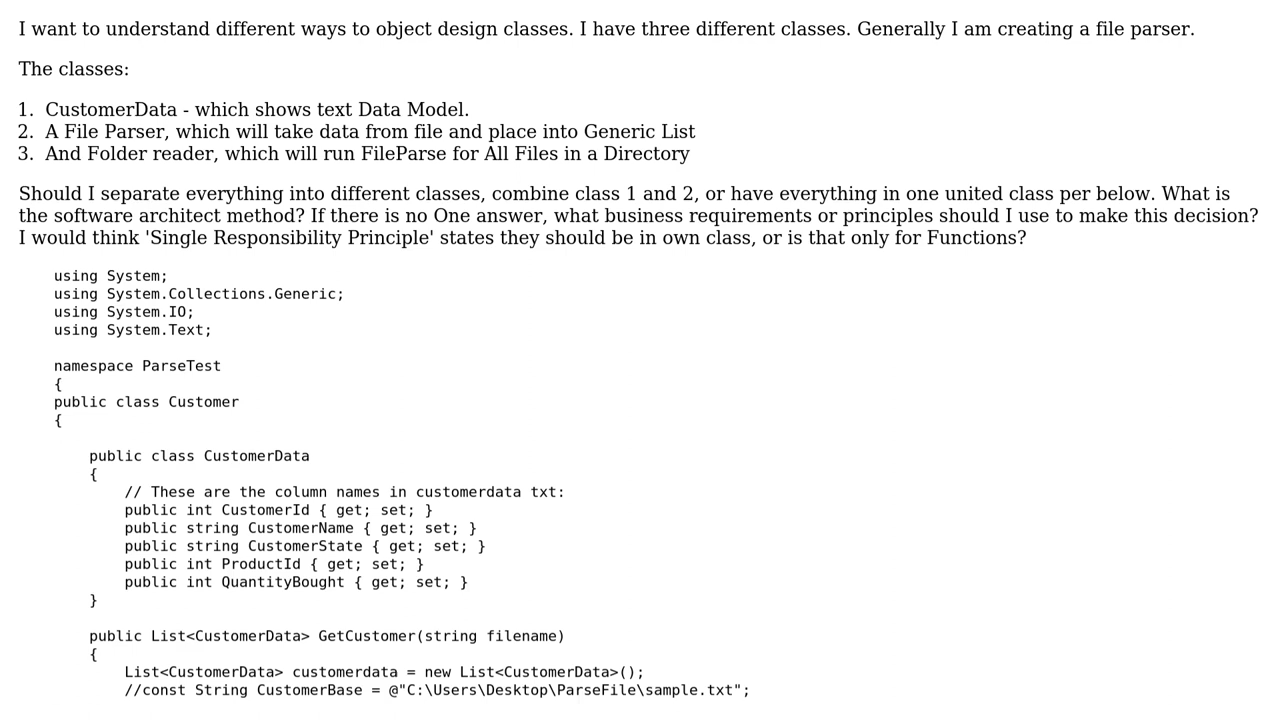 I want to understand different ways to object design classes. I have three different classes. Generally I am creating a file parser.
The classes:
1. CustomerData - which shows text Data Model.
2. A File Parser, which will take data from file and place into Generic List
3. And Folder reader, which will run FileParse for All Files in a Directory
Should I separate everything into different classes, combine class 1 and 2, or have everything in one united class per below. What is
the software architect method? If there is no One answer, what business requirements or principles should I use to make this decision?
I would think 'Single Responsibility Principle' states they should be in own class, or is that only for Functions?
using System;
using System.Collections.Generic;
using System.IO;
using System.Text;
namespace ParseTest
{
public class Customer
{
public class CustomerData
{
// These are the column names in customerdata txt:
public int CustomerId { get; set; }
public string CustomerName { get; set; }
public string CustomerState { get; set; }
public int ProductId { get; set; }
public int QuantityBought { get; set; }
}
public List<CustomerData> GetCustomer(string filename)
{
List<CustomerData> customerdata = new List<CustomerData>();
//const String CustomerBase = @"C:\Users\Desktop\ParseFile\sample.txt";